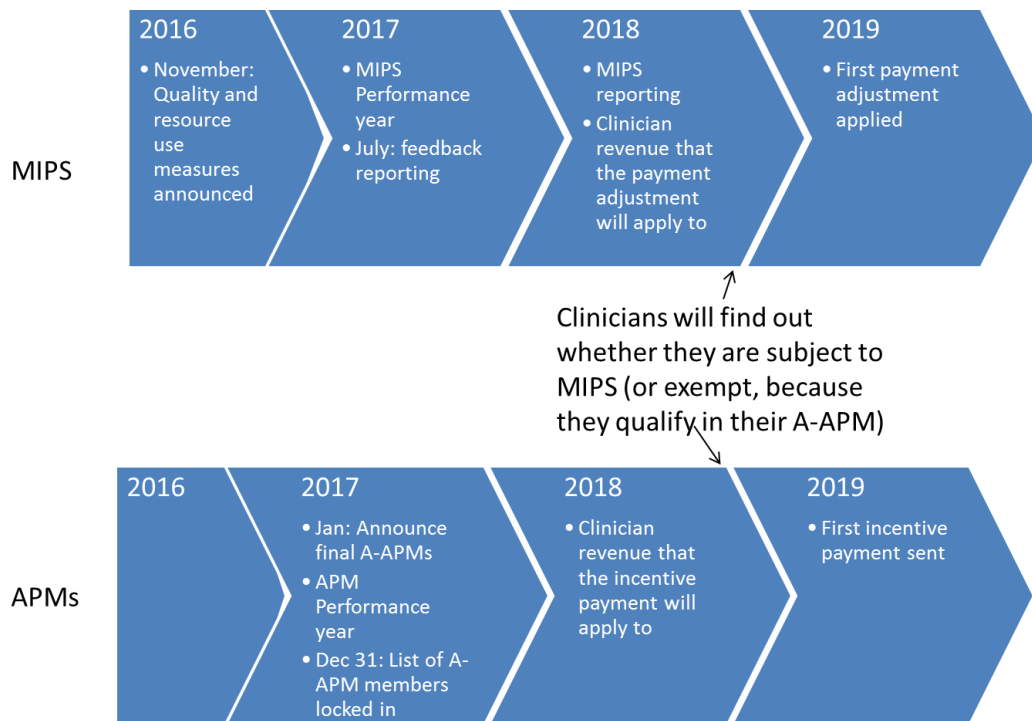 MIPS
2016
• November:
Quality and
resource
use
measures
announced
2017
• MIPS
Performance
year
• July: feedback
reporting
2018
• MIPS
reporting
• Clinician
revenue that
the payment
adjustment
will apply to
2019
• First payment
adjustment
applied
Clinicians will find out
whether they are subject to
MIPS (or exempt, because
they qualify in their A-APM)
APMs
2016
2017
• Jan: Announce
final A-APMs
• APM
Performance
year
• Dec 31: List of A-
APM members
locked in
2018
• Clinician
revenue that
the incentive
payment will
apply to
2019
• First incentive
payment sent